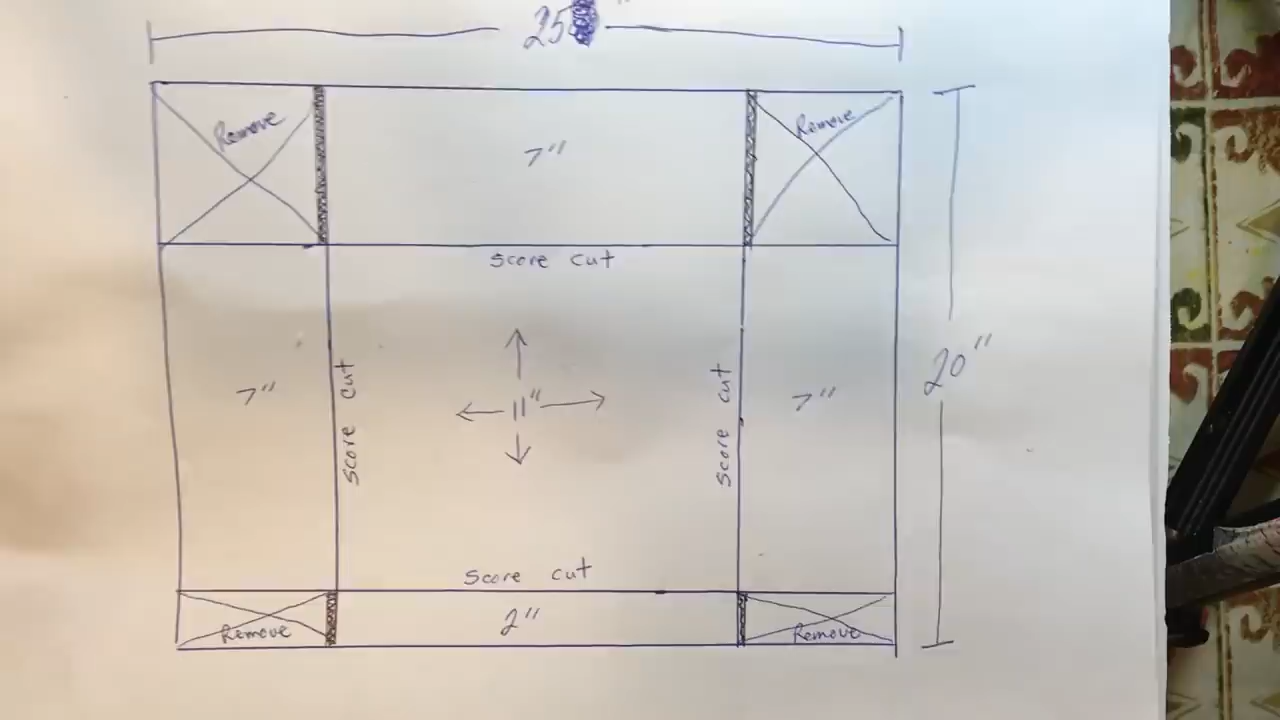 25"
Remove
7"
Remove
score cut
7"
score cut
11"
score cut
7"
20"
score cut
Remove
2"
Remove